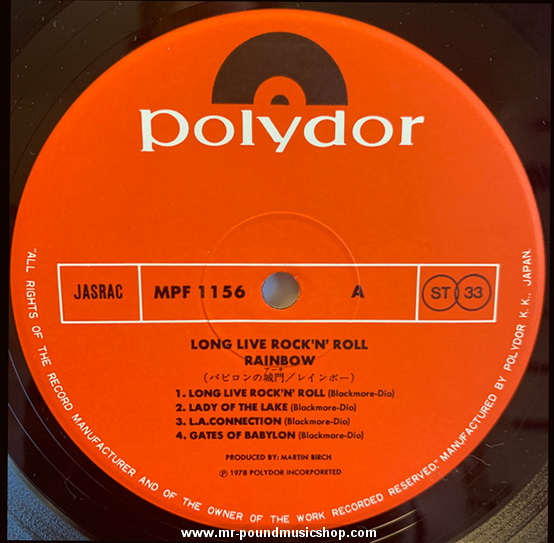 polydor
JASRAC
MPF 1156
A
ST 33
LONG LIVE ROCK'N' ROLL
RAINBOW
アーチ
(バビロンの城門/レインボー)
1. LONG LIVE ROCK'N' ROLL (Blackmore-Dio)
2. LADY OF THE LAKE (Blackmore-Dio)
3. L.A.CONNECTION (Blackmore-Dio)
4. GATES OF BABYLON (Blackmore-Dio)
PRODUCED BY: MARTIN BIRCH
Ⓟ 1978 POLYDOR INCORPORETED
"ALL RIGHTS OF THE RECORD MANUFACTURER AND OF THE OWNER OF THE WORK RECORDED RESERVED." MANUFACTURED BY POLYDOR K. K., JAPAN.
www.mr-poundmusicshop.com